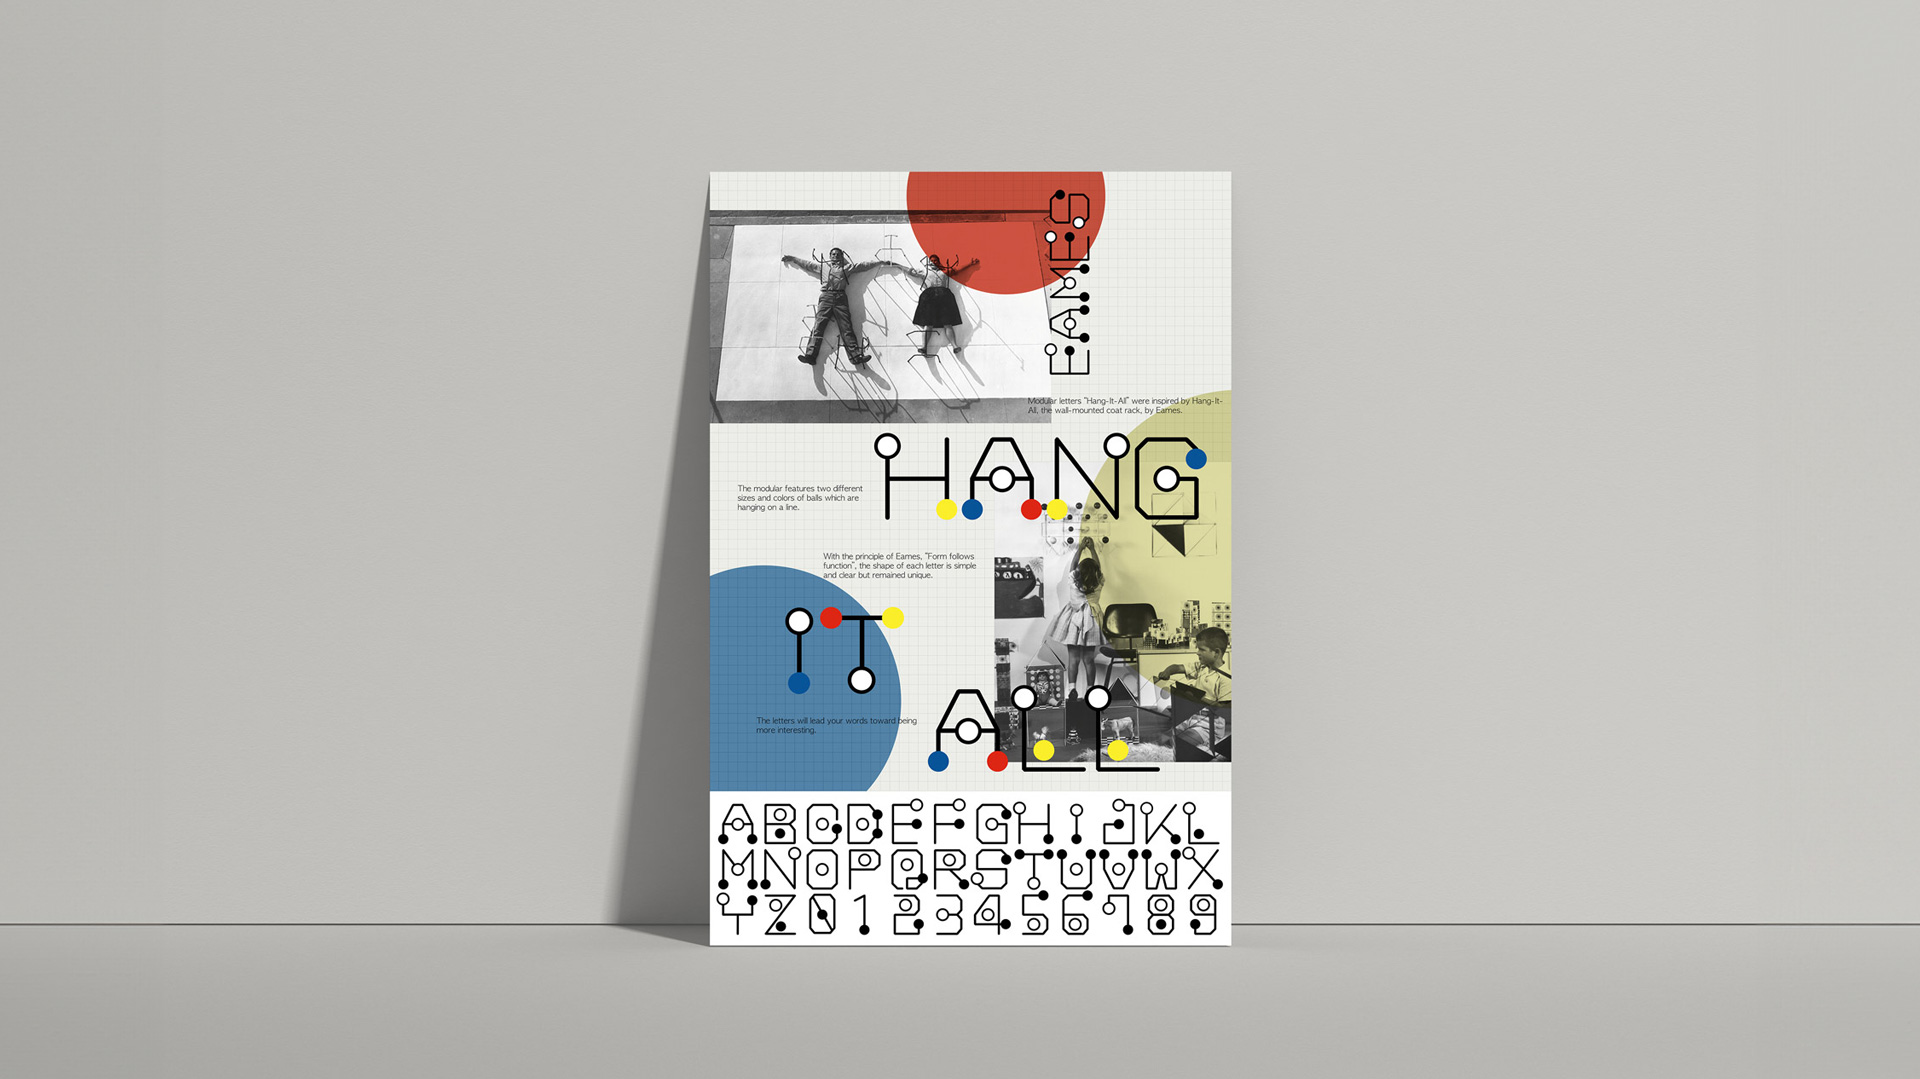 EAMES
Modular letters "Hang-It-All" were inspired by Hang-It-
All, the wall-mounted coat rack, by Eames.
HANG
The modular features two different
sizes and colors of balls which are
hanging on a line.
With the principle of Eames, "Form follows
function", the shape of each letter is simple
and clear but remained unique.
IT
The letters will lead your words toward being
more interesting.
ALL
ABCDEFGHIJKL
MNOPQRSTUVWX
YZ0123456789